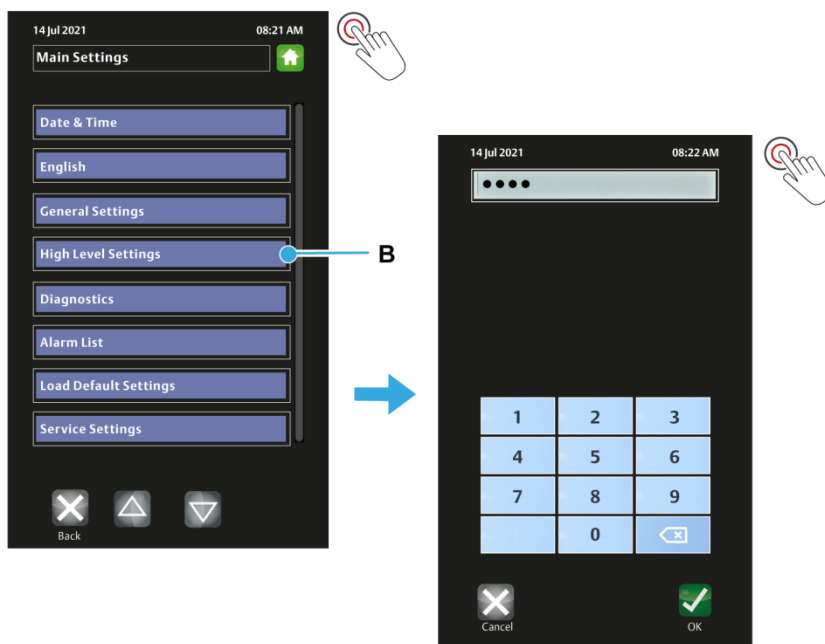 14 Jul 2021 08:21 AM
Main Settings
Date & Time
English
General Settings
High Level Settings
B
Diagnostics
Alarm List
Load Default Settings
Service Settings
Back
14 Jul 2021 08:22 AM
••••
1 2 3
4 5 6
7 8 9
0
Cancel OK